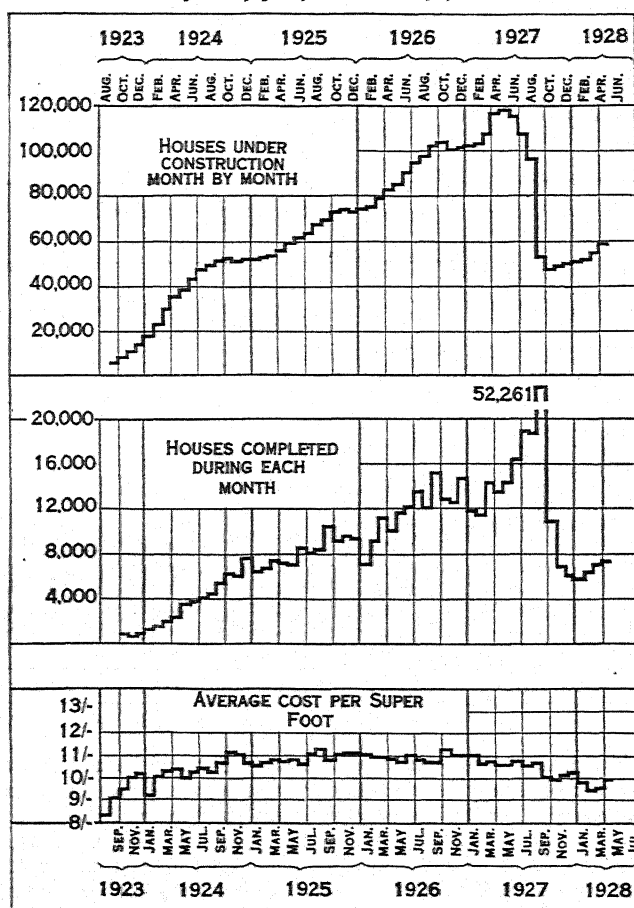 1923 1924 1925 1926 1927 1928
AUG. OCT. DEC. FEB. APR. JUN. AUG. OCT. DEC. FEB. APR. JUN. AUG. OCT. DEC. FEB. APR. JUN. AUG. OCT. DEC. FEB. APR. JUN. AUG. OCT. DEC. FEB. APR. JUN.
120,000
HOUSES UNDER
CONSTRUCTION
MONTH BY MONTH
100,000
80,000
60,000
40,000
20,000
52,261
20,000
HOUSES COMPLETED
DURING EACH
MONTH
16,000
12,000
8,000
4,000
AVERAGE COST PER SUPER
FOOT
13/-
12/-
11/-
10/-
9/-
8/-
SEP. NOV. JAN. MAR. MAY JUL. SEP. NOV. JAN. MAR. MAY JUL. SEP. NOV. JAN. MAR. MAY JUL. SEP. NOV. JAN. MAR. MAY JUL. SEP. NOV. JAN. MAR. MAY
1923 1924 1925 1926 1927 1928